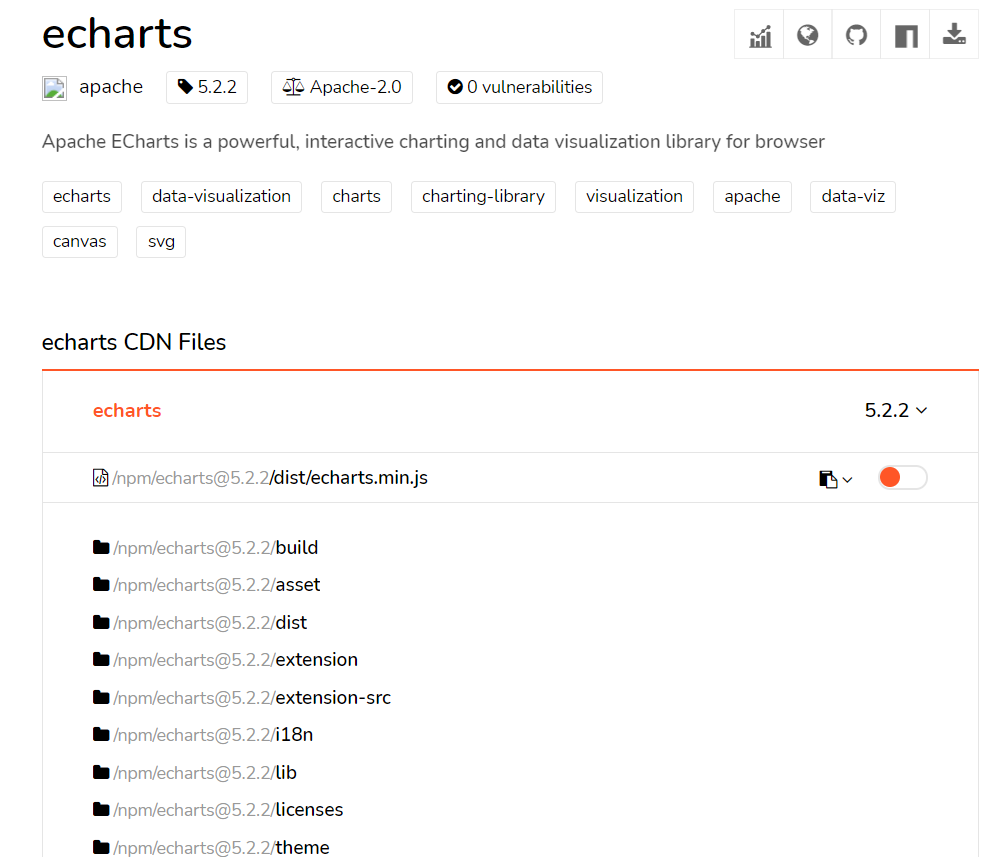 echarts
apache 5.2.2 Apache-2.0 0 vulnerabilities
Apache ECharts is a powerful, interactive charting and data visualization library for browser
echarts data-visualization charts charting-library visualization apache data-viz
canvas svg
echarts CDN Files
echarts 5.2.2
/npm/echarts@5.2.2/dist/echarts.min.js
/npm/echarts@5.2.2/build
/npm/echarts@5.2.2/asset
/npm/echarts@5.2.2/dist
/npm/echarts@5.2.2/extension
/npm/echarts@5.2.2/extension-src
/npm/echarts@5.2.2/i18n
/npm/echarts@5.2.2/lib
/npm/echarts@5.2.2/licenses
/npm/echarts@5.2.2/theme